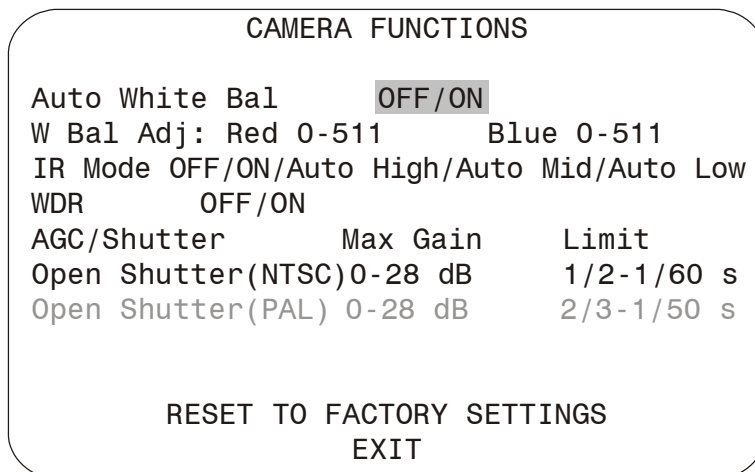 CAMERA FUNCTIONS
Auto White Bal OFF/ON
W Bal Adj: Red 0-511 Blue 0-511
IR Mode OFF/ON/Auto High/Auto Mid/Auto Low
WDR OFF/ON
AGC/Shutter Max Gain Limit
Open Shutter(NTSC)0-28 dB 1/2-1/60 s
Open Shutter(PAL) 0-28 dB 2/3-1/50 s
RESET TO FACTORY SETTINGS
EXIT